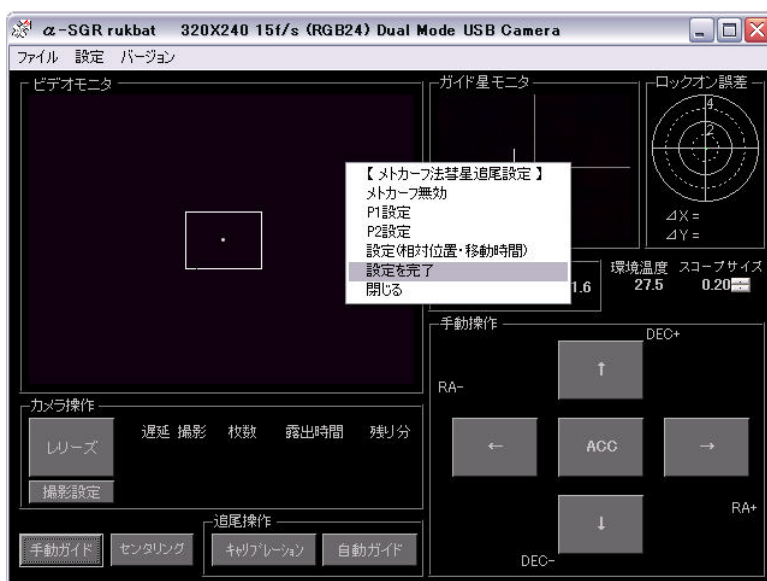 α-SGR rukbat 320X240 15f/s (RGB24) Dual Mode USB Camera
ファイル 設定 バージョン
ビデオモニタ
ガイド星モニタ
ロックオン誤差
4
2
⊿X=
⊿Y=
【 メトカーフ法彗星追尾設定 】
メトカーフ無効
P1設定
P2設定
設定(相対位置・移動時間)
設定を完了
閉じる
1.6
環境温度 スコープサイズ
27.5 0.20
手動操作
DEC+
RA-
↑
← ACC →
↓
RA+
DEC-
カメラ操作
レリーズ
遅延 撮影 枚数 露出時間 残り分
撮影設定
追尾操作
手動ガイド センタリング キャリブレーション 自動ガイド